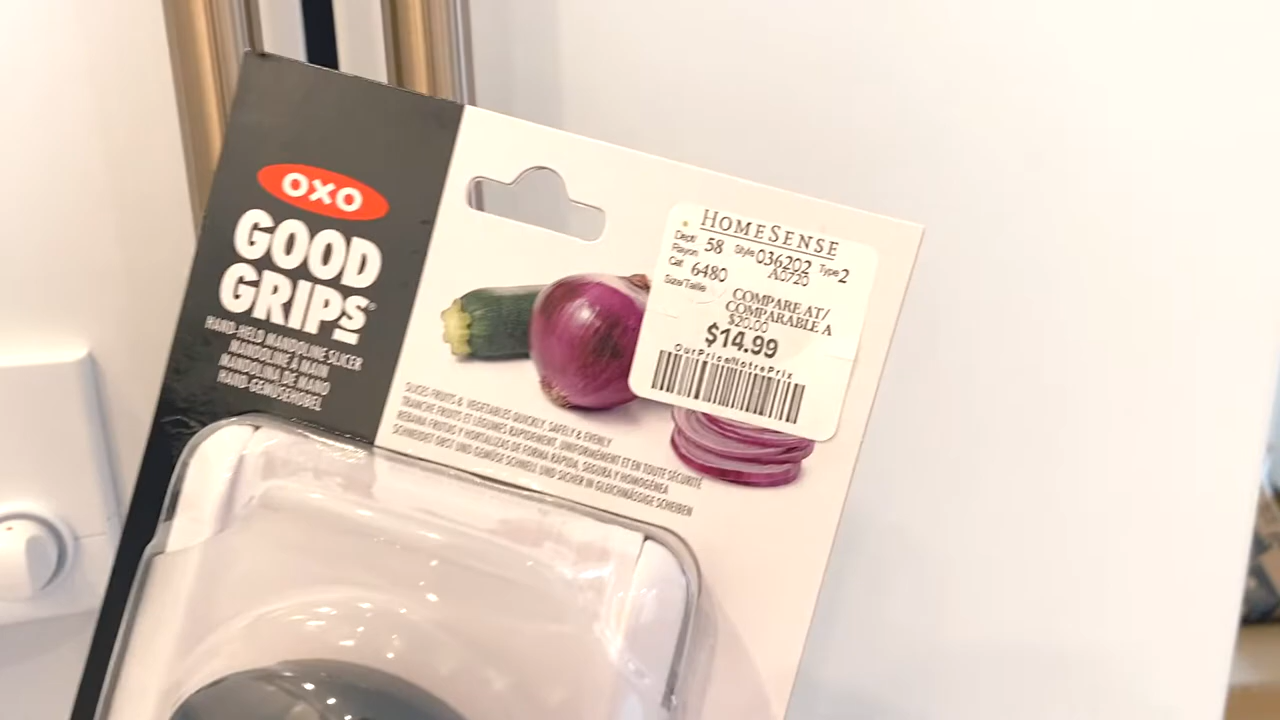 OXO
GOOD
GRIPS®
HAND-HELD MANDOLINE SLICER
MANDOLINE À MAIN
MANDOLINA DE MANO
HAND-GEMÜSEHOBEL
SLICES FRUITS & VEGETABLES QUICKLY, SAFELY & EVENLY
TRANCHE FRUITS ET LÉGUMES RAPIDEMENT, UNIFORMÉMENT ET EN TOUTE SÉCURITÉ
REBANA FRUTAS Y HORTALIZAS DE FORMA RÁPIDA, SEGURA Y HOMOGÉNEA
SCHNEIDET OBST UND GEMÜSE SCHNELL UND SICHER IN GLEICHMÄSSIGE SCHEIBEN
HOMESENSE
Dept/Rayon 58 Style 036202 Type 2
Cat 6480 A0720
Size/Taille
COMPARE AT/
COMPARABLE A
$20.00
$14.99
OurPriceNotrePrix